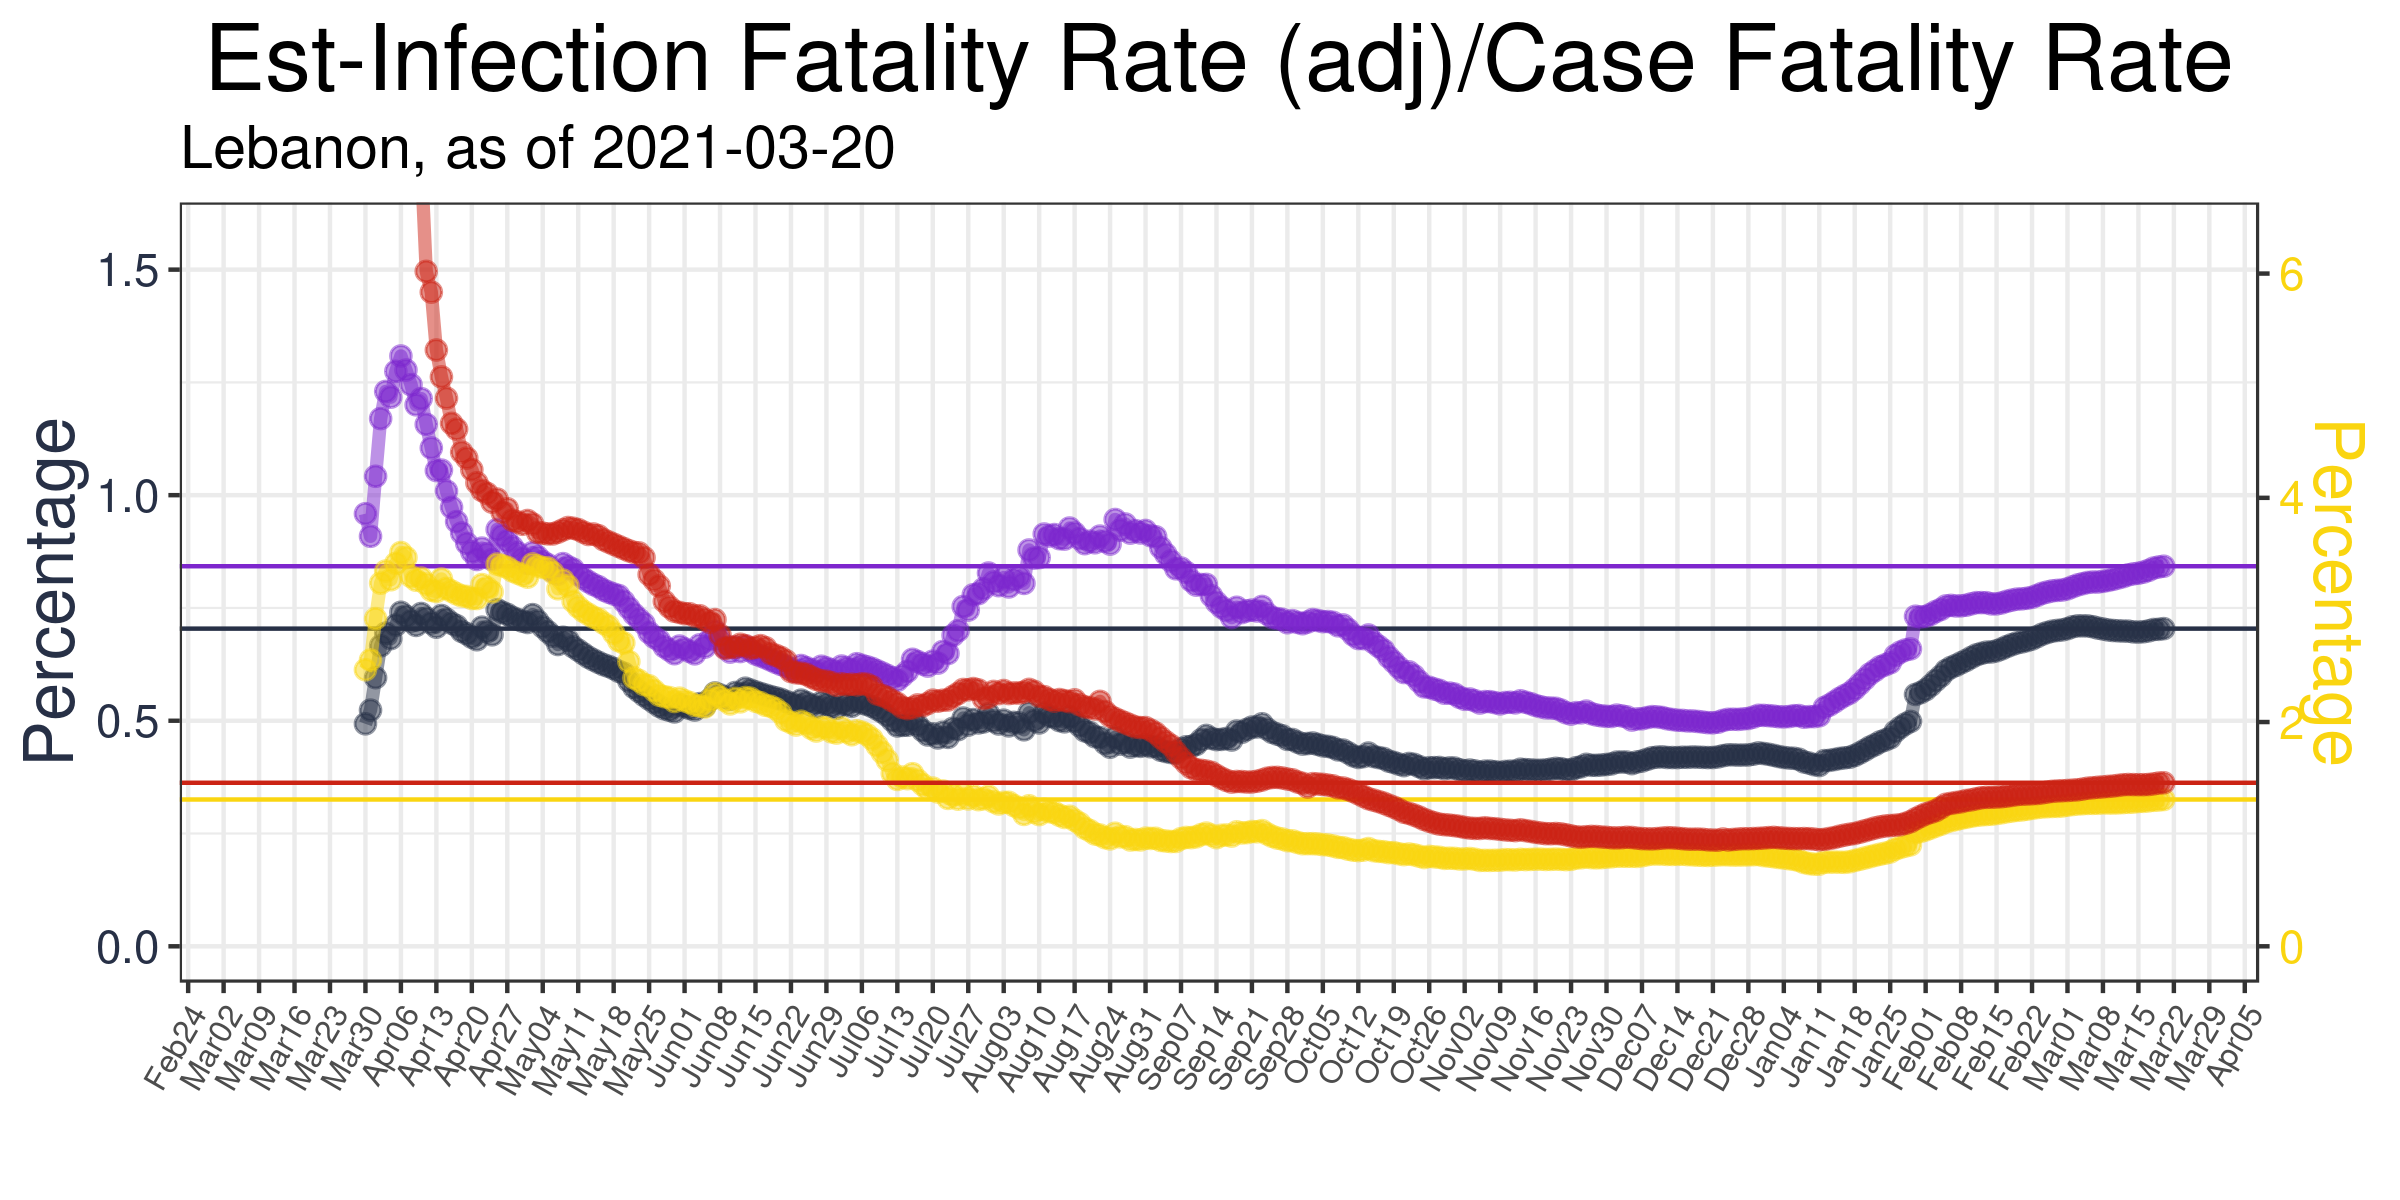 Est-Infection Fatality Rate (adj)/Case Fatality Rate
Lebanon, as of 2021-03-20
Percentage
1.5
1.0
0.5
0.0
6
4
2
0
Percentage
Feb24
Mar02
Mar09
Mar16
Mar23
Mar30
Apr06
Apr13
Apr20
Apr27
May04
May11
May18
May25
Jun01
Jun08
Jun15
Jun22
Jun29
Jul06
Jul13
Jul20
Jul27
Aug03
Aug10
Aug17
Aug24
Aug31
Sep07
Sep14
Sep21
Sep28
Oct05
Oct12
Oct19
Oct26
Nov02
Nov09
Nov16
Nov23
Nov30
Dec07
Dec14
Dec21
Dec28
Dec04
Jan11
Jan18
Jan25
Feb01
Feb08
Feb15
Feb22
Mar01
Mar08
Mar15
Mar22
Mar29
Apr05